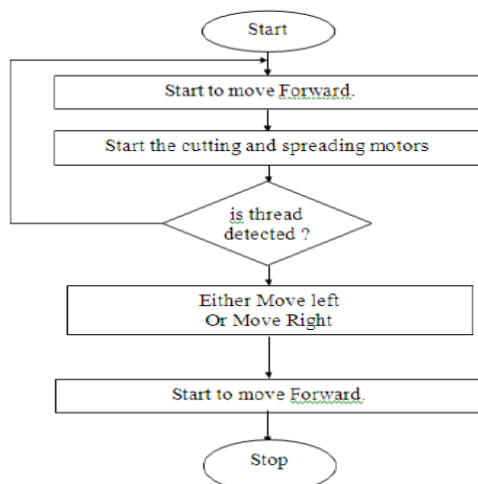 Start
Start to move Forward.
Start the cutting and spreading motors
is thread
detected ?
Either Move left
Or Move Right
Start to move Forward.
Stop